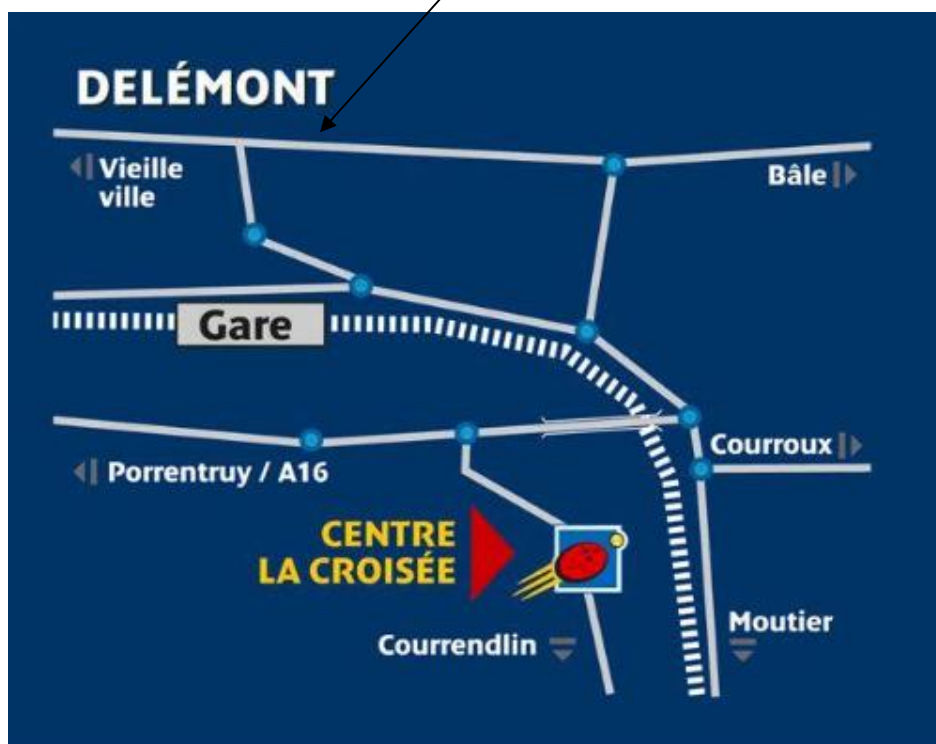 DELÉMONT
Vieille
ville
Bâle
Gare
Courroux
Porrentruy / A16
CENTRE
LA CROISÉE
Moutier
Courrendlin